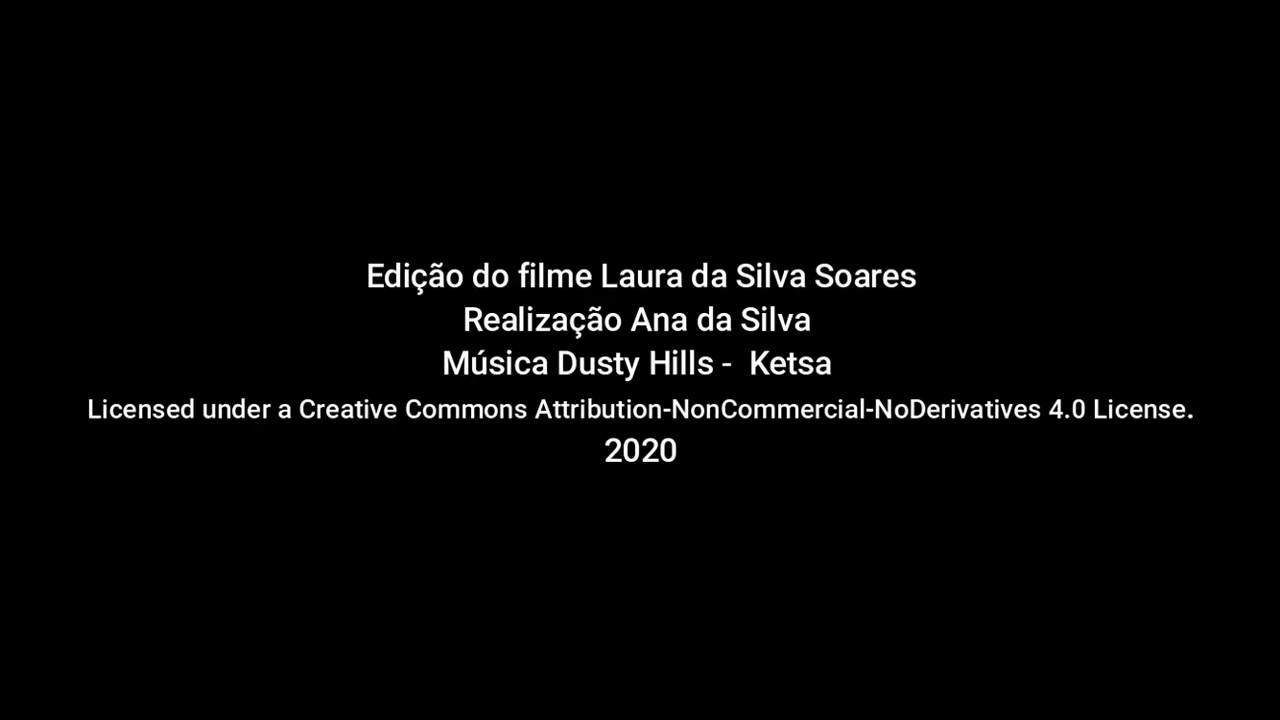 Edição do filme Laura da Silva Soares
Realização Ana da Silva
Música Dusty Hills -  Ketsa
Licensed under a Creative Commons Attribution-NonCommercial-NoDerivatives 4.0 License.
2020